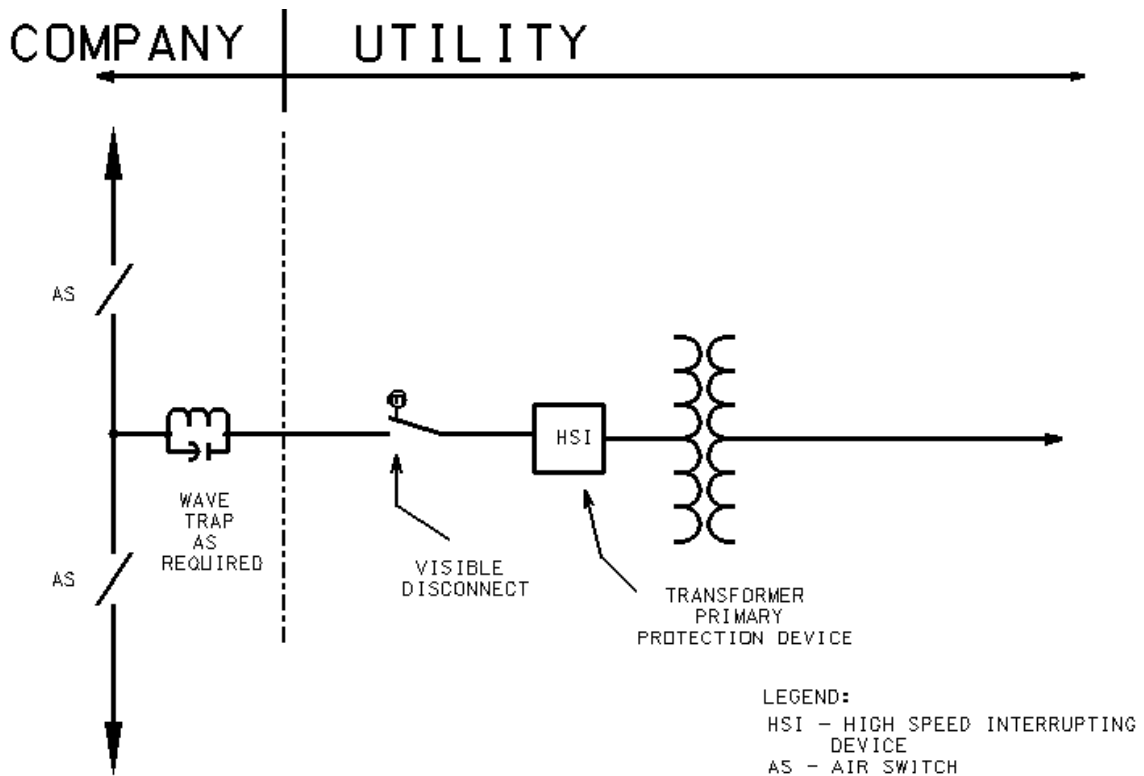 COMPANY UTILITY
AS
HSI
WAVE
TRAP
AS
REQUIRED
VISIBLE
DISCONNECT
AS
TRANSFORMER
PRIMARY
PROTECTION DEVICE
LEGEND:
HSI - HIGH SPEED INTERRUPTING
DEVICE
AS - AIR SWITCH